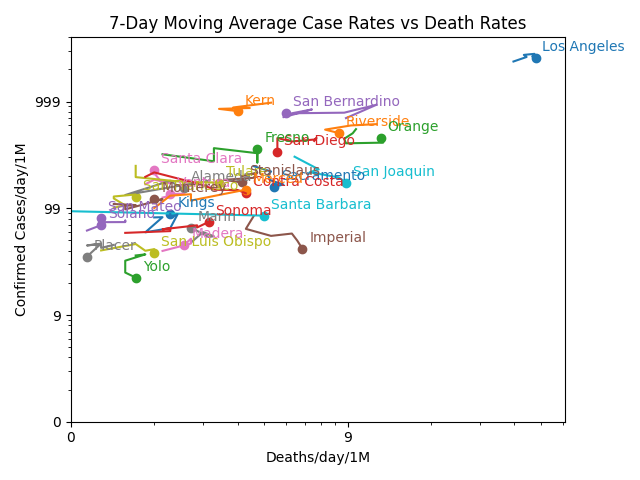 7-Day Moving Average Case Rates vs Death Rates
Los Angeles
999
Kern
San Bernardino
Riverside
Orange
Fresno
San Diego
Santa Clara
Stanislaus
San Joaquin
Tulare
Alameda
Sacramento
Contra Costa
Monterey
99
San Mateo
Kings
Santa Barbara
Solano
Sonoma
Marin
Madera
Imperial
Placer
San Luis Obispo
Yolo
9
0
0
9
Deaths/day/1M
Confirmed Cases/day/1M